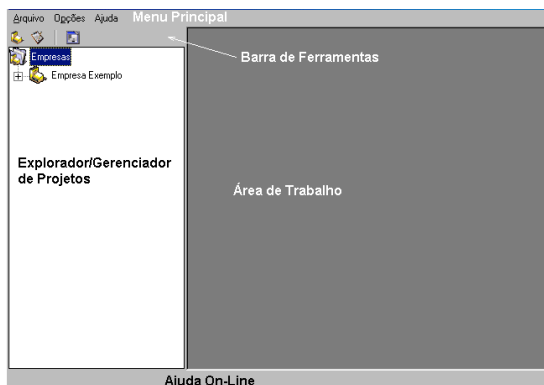 Arquivo Opções Ajuda Menu Principal
Barra de Ferramentas
Empresas
Empresa Exemplo
Explorador/Gerenciador
de Projetos
Área de Trabalho
Ajuda On-Line